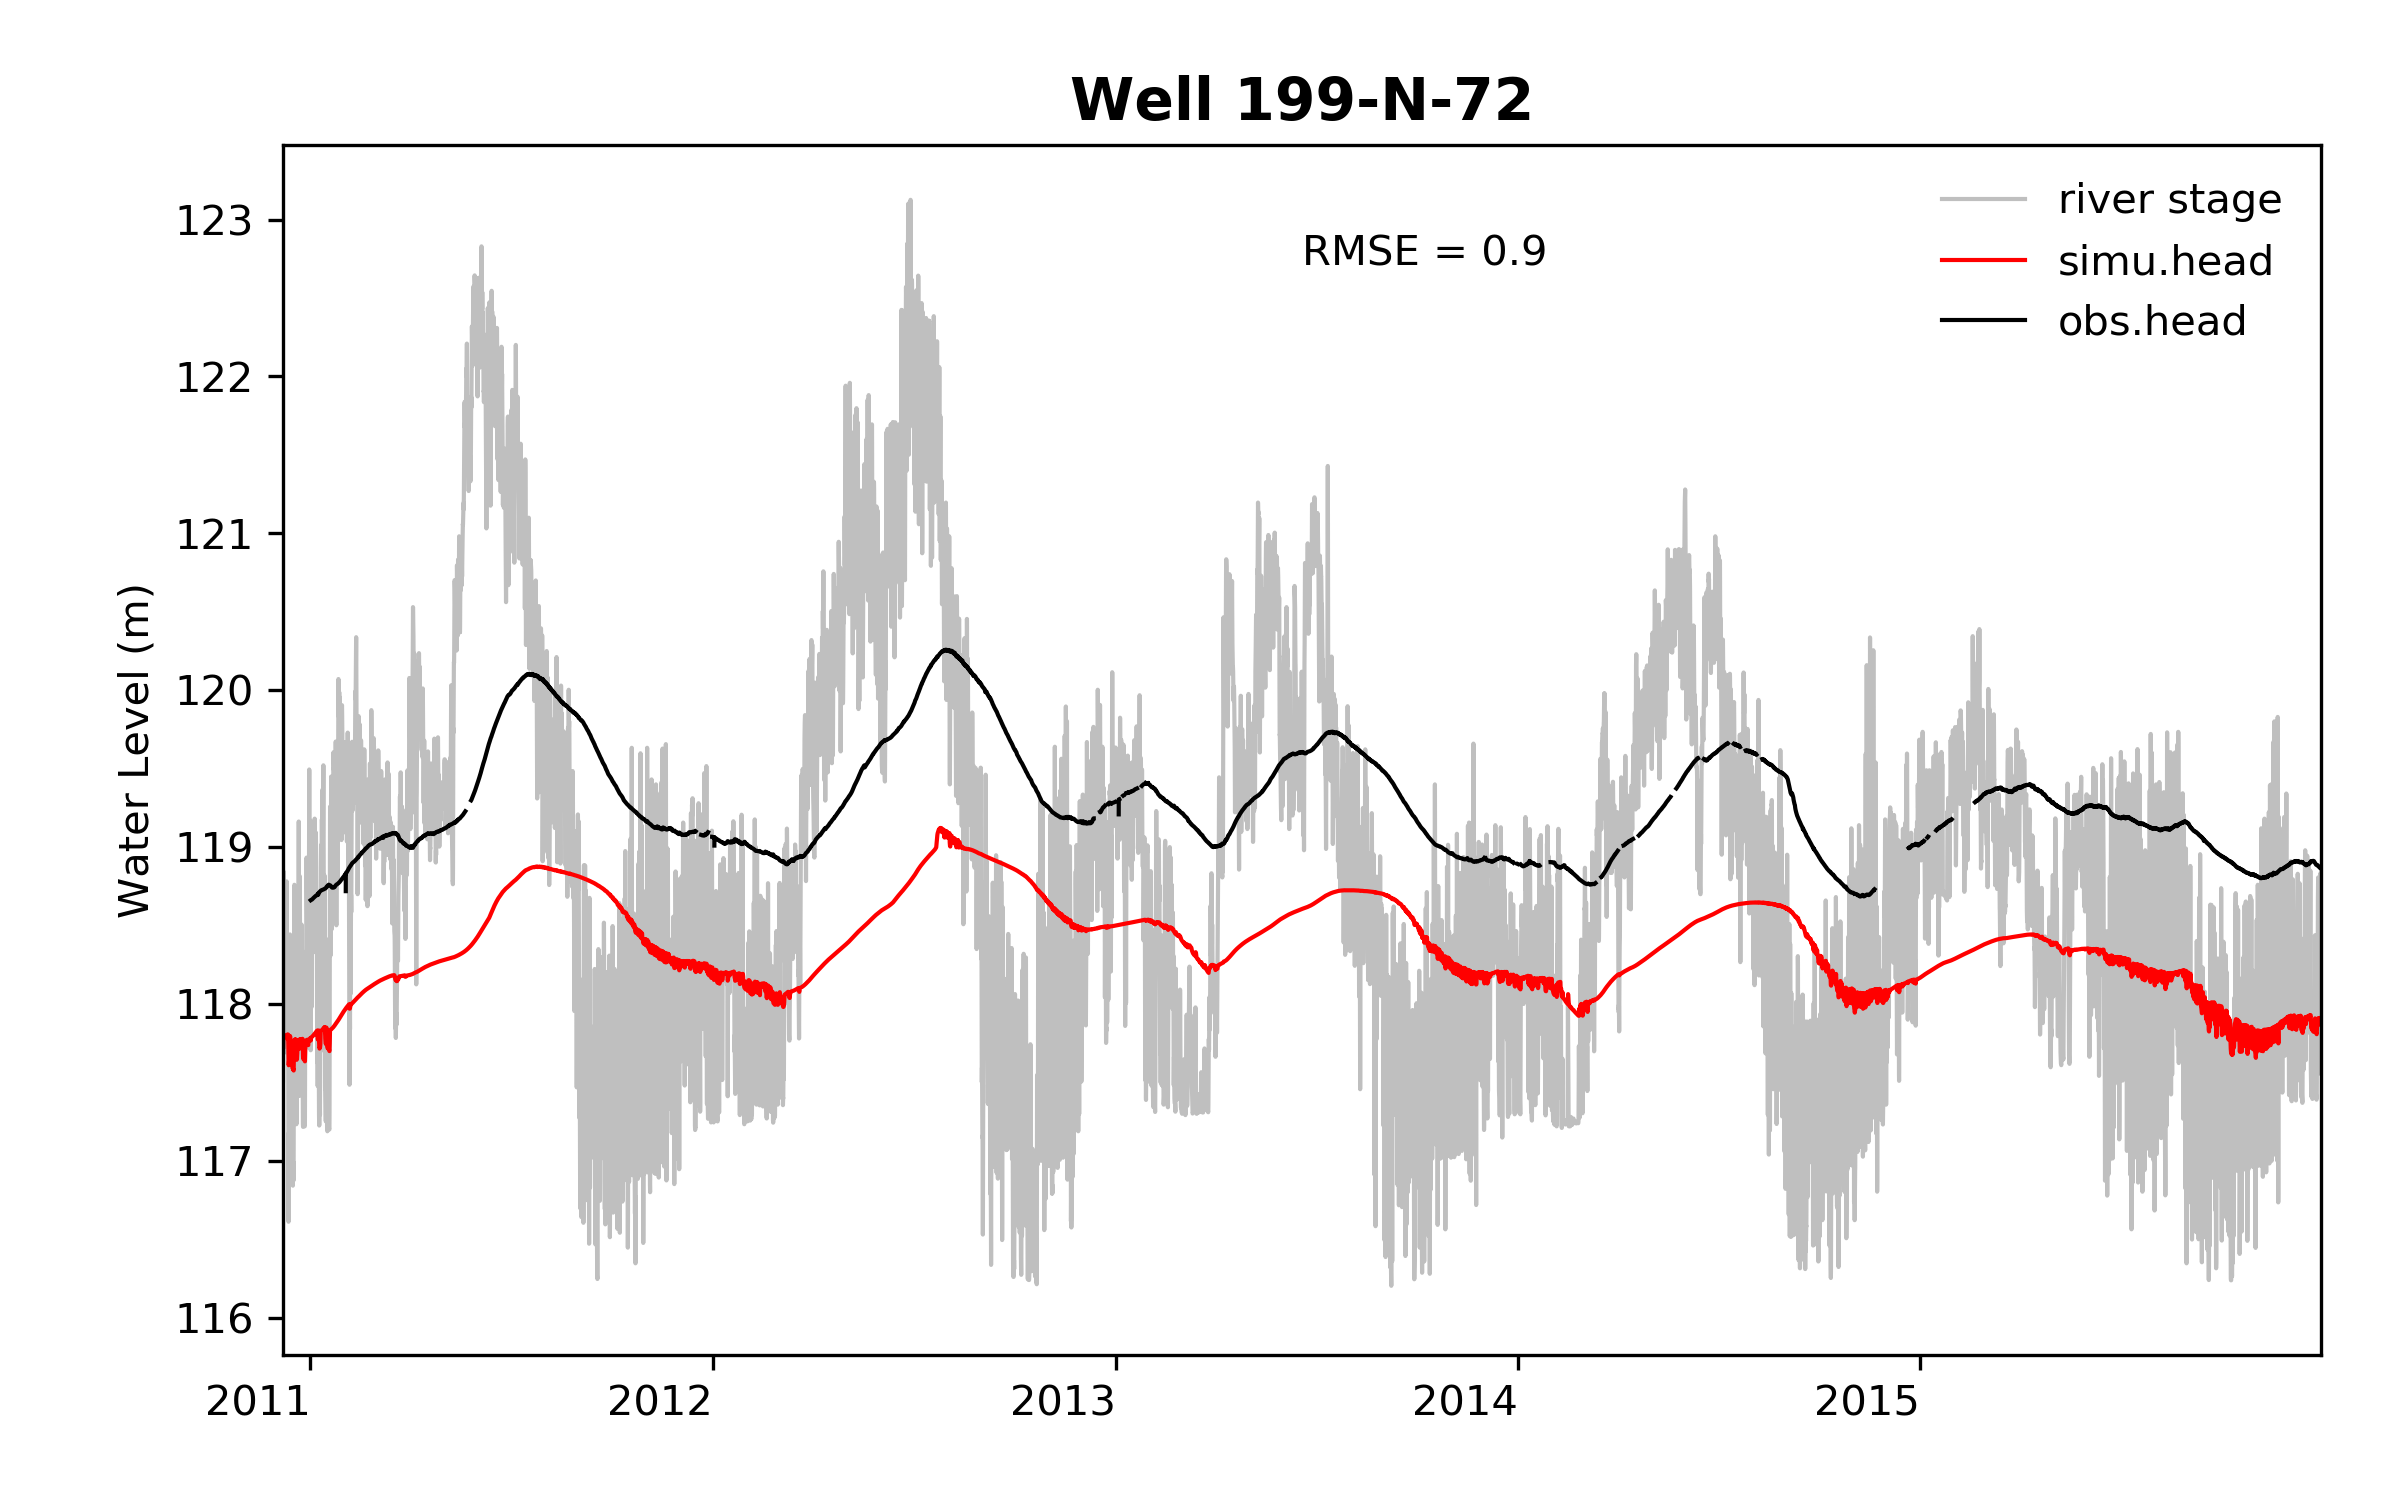 Well 199-N-72
RMSE = 0.9
river stage
simu.head
obs.head
Water Level (m)
123
122
121
120
119
118
117
116
2011
2012
2013
2014
2015